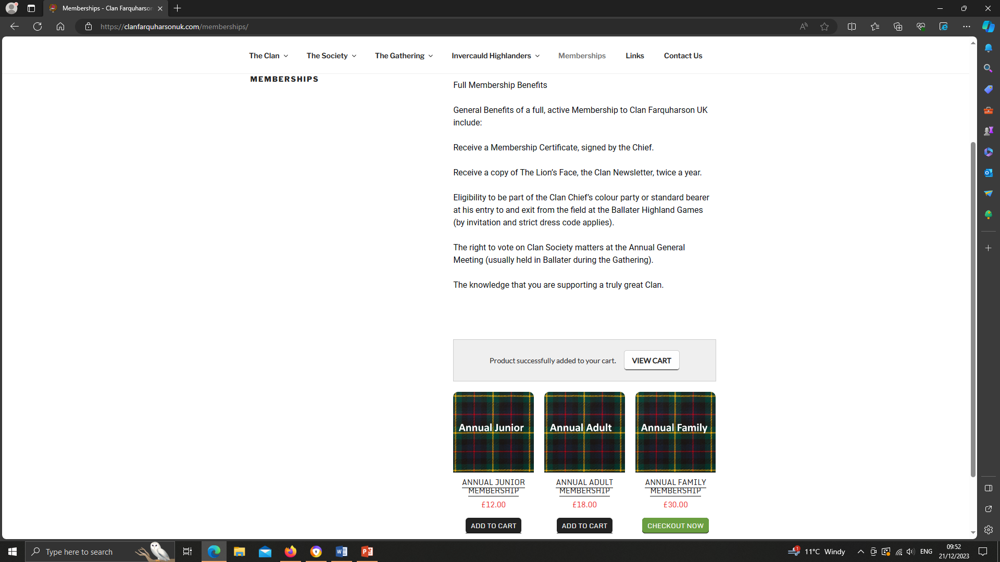 Memberships - Clan Farquharson
https://clanfarquharsonuk.com/memberships/
The Clan
The Society
The Gathering
Invercauld Highlanders
Memberships
Links
Contact Us
MEMBERSHIPS
Full Membership Benefits
General Benefits of a full, active Membership to Clan Farquharson UK
include:
Receive a Membership Certificate, signed by the Chief.
Receive a copy of The Lion’s Face, the Clan Newsletter, twice a year.
Eligibility to be part of the Clan Chief’s colour party or standard bearer
at his entry to and exit from the field at the Ballater Highland Games
(by invitation and strict dress code applies).
The right to vote on Clan Society matters at the Annual General
Meeting (usually held in Ballater during the Gathering).
The knowledge that you are supporting a truly great Clan.
Product successfully added to your cart.
VIEW CART
Annual Junior
Annual Adult
Annual Family
ANNUAL JUNIOR
MEMBERSHIP
£12.00
ADD TO CART
ANNUAL ADULT
MEMBERSHIP
£18.00
ADD TO CART
ANNUAL FAMILY
MEMBERSHIP
£30.00
CHECKOUT NOW
Type here to search
1
11°C Windy
ENG
09:52
21/12/2023